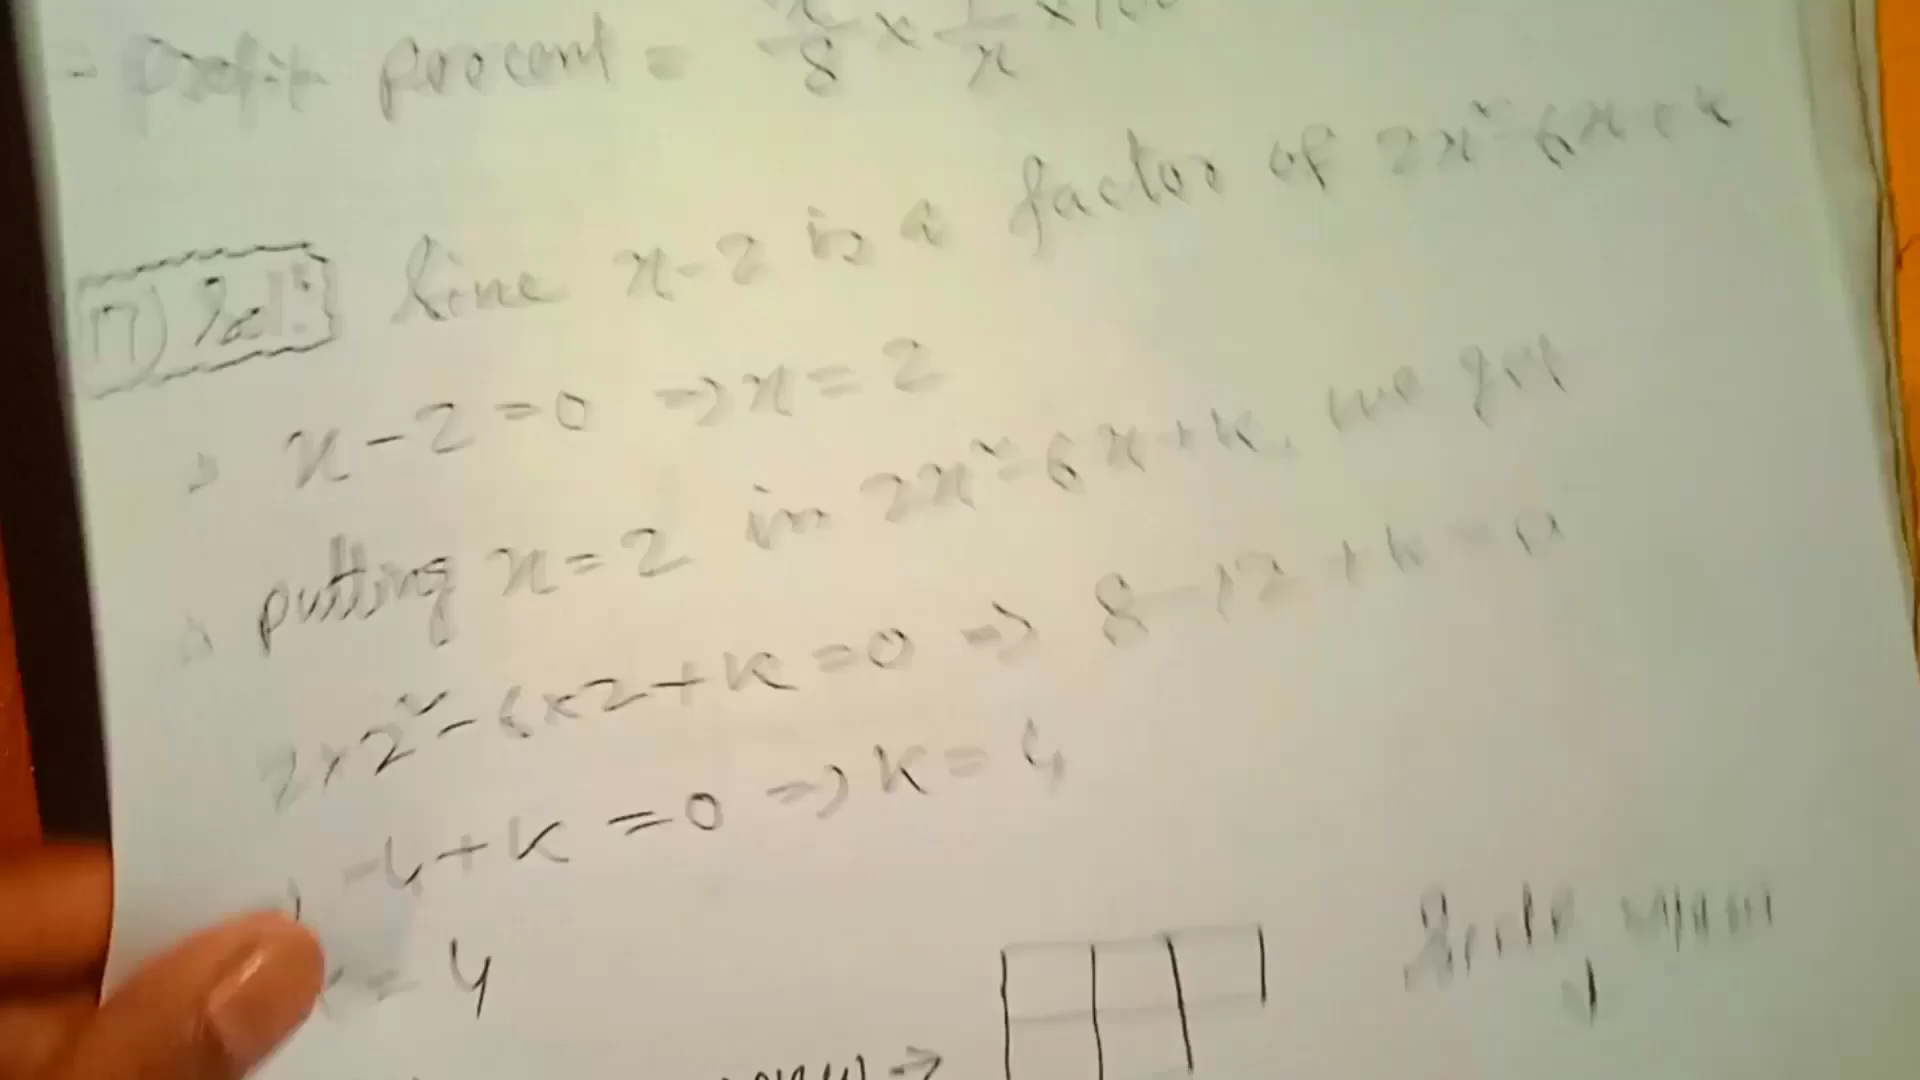 Profit percent = x/8 × 1/x × 100
17) Sol: Since x-2 is a factor of 2x²-6x+k
x-2=0 ⇒ x=2
putting x=2 in 2x²-6x+k, we get
2×2²-6×2+k=0 ⇒ 8-12+k=0
-4+k=0 ⇒ k=4
k=4